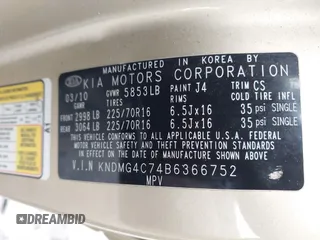 MANUFACTURED IN KOREA BY
KIA MOTORS CORPORATION
03/10 GVWR 5853LB PAINT J4 TRIM CS
GAWR TIRES RIMS COLD TIRE INFL
FRONT 2998 LB 225/70R16 6.5Jx16 35 psi SINGLE
REAR 3064 LB 225/70R16 6.5Jx16 35 psi SINGLE
THIS VEHICLE CONFORMS TO ALL APPLICABLE U.S.A. FEDERAL
MOTOR VEHICLE SAFETY AND THEFT PREVENTION STANDARDS
IN EFFECT ON THE DATE OF MANUFACTURE SHOWN ABOVE.
V.I.N KNDMG4C74B6366752
MPV
A1
DREAMBID